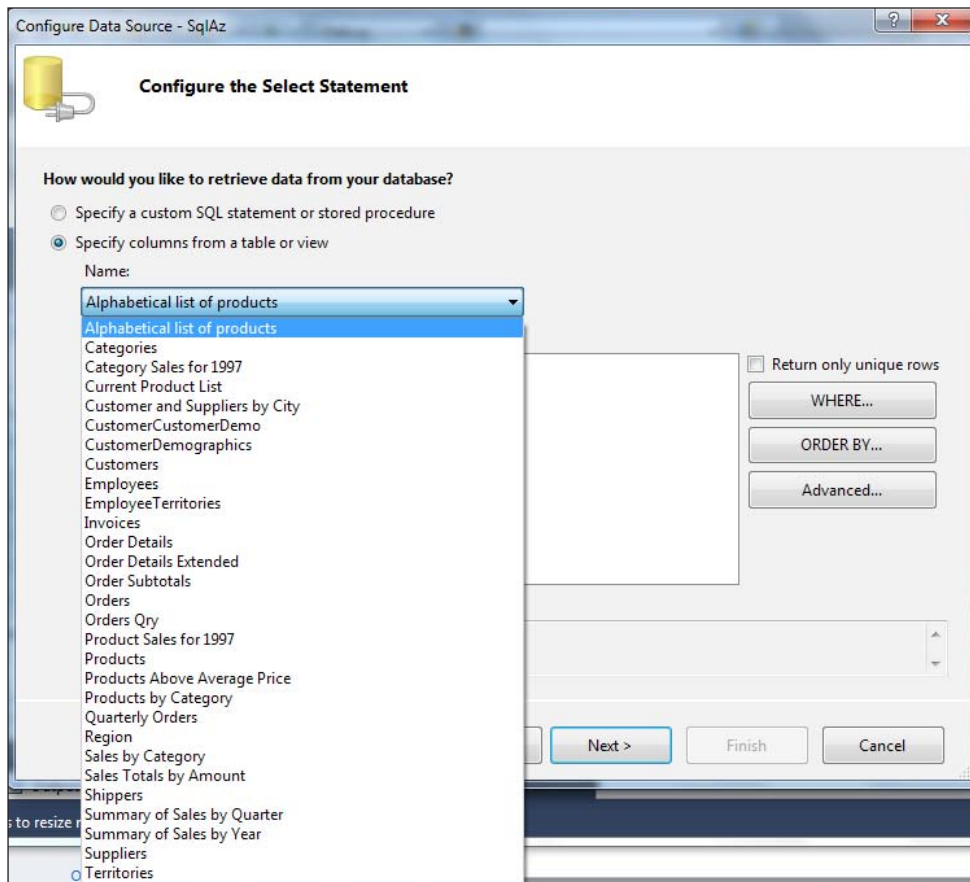 Configure Data Source - SqlAz
Configure the Select Statement
How would you like to retrieve data from your database?
Specify a custom SQL statement or stored procedure
Specify columns from a table or view
Name:
Alphabetical list of products
Alphabetical list of products
Categories
Category Sales for 1997
Current Product List
Customer and Suppliers by City
CustomerCustomerDemo
CustomerDemographics
Customers
Employees
EmployeeTerritories
Invoices
Order Details
Order Details Extended
Order Subtotals
Orders
Orders Qry
Product Sales for 1997
Products
Products Above Average Price
Products by Category
Quarterly Orders
Region
Sales by Category
Sales Totals by Amount
Shippers
Summary of Sales by Quarter
Summary of Sales by Year
Suppliers
Territories
Return only unique rows
WHERE...
ORDER BY...
Advanced...
Next >
Finish
Cancel
to resize